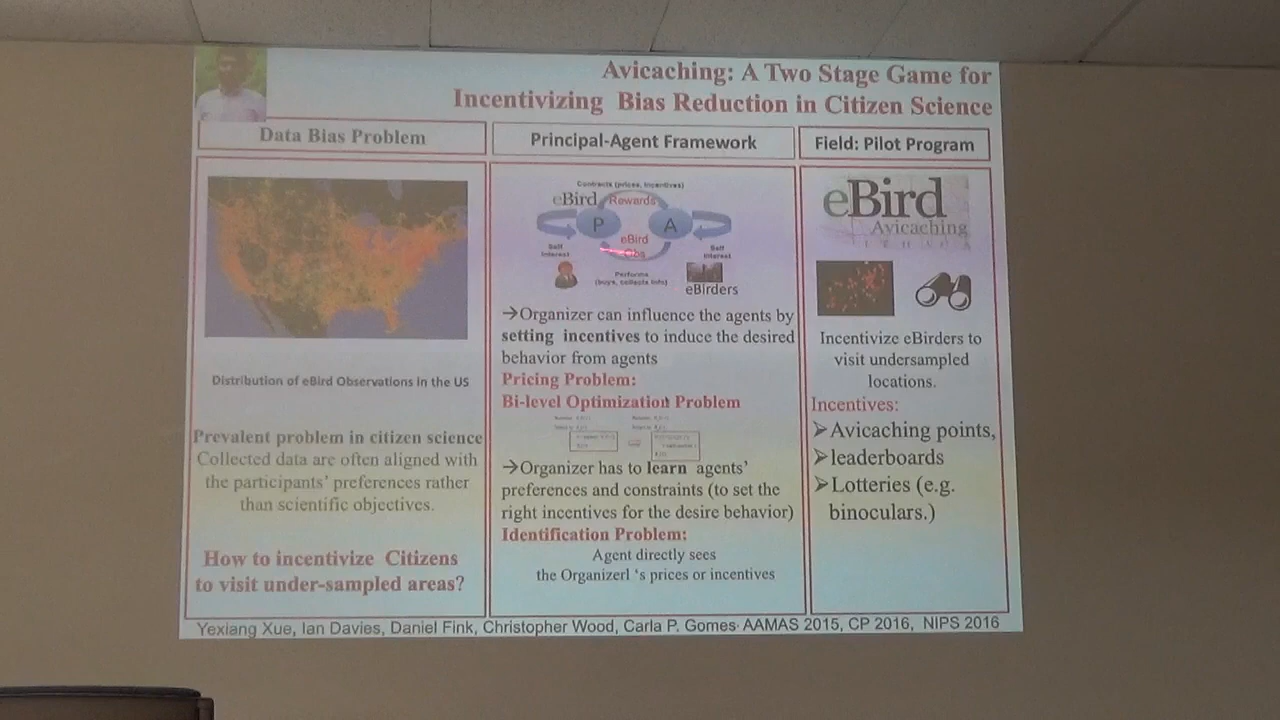 Avicaching: A Two Stage Game for
Incentivizing Bias Reduction in Citizen Science
Data Bias Problem
Distribution of eBird Observations in the US
Prevalent problem in citizen science
Collected data are often aligned with
the participants' preferences rather
than scientific objectives.
How to incentivize Citizens
to visit under-sampled areas?
Principal-Agent Framework
Contracts (prices, incentives)
eBird Rewards
P A
eBird
Obs
Self
Interest
Self
Interest
Performs
(buys, collects info)
eBirders
→Organizer can influence the agents by
setting incentives to induce the desired
behavior from agents
Pricing Problem:
Bi-level Optimization Problem
→Organizer has to learn agents'
preferences and constraints (to set the
right incentives for the desire behavior)
Identification Problem:
Agent directly sees
the Organizerl 's prices or incentives
Field: Pilot Program
eBird
Avicaching
Incentivize eBirders to
visit undersampled
locations.
Incentives:
➢Avicaching points,
➢leaderboards
➢Lotteries (e.g.
binoculars.)
Yexiang Xue, Ian Davies, Daniel Fink, Christopher Wood, Carla P. Gomes· AAMAS 2015, CP 2016, NIPS 2016